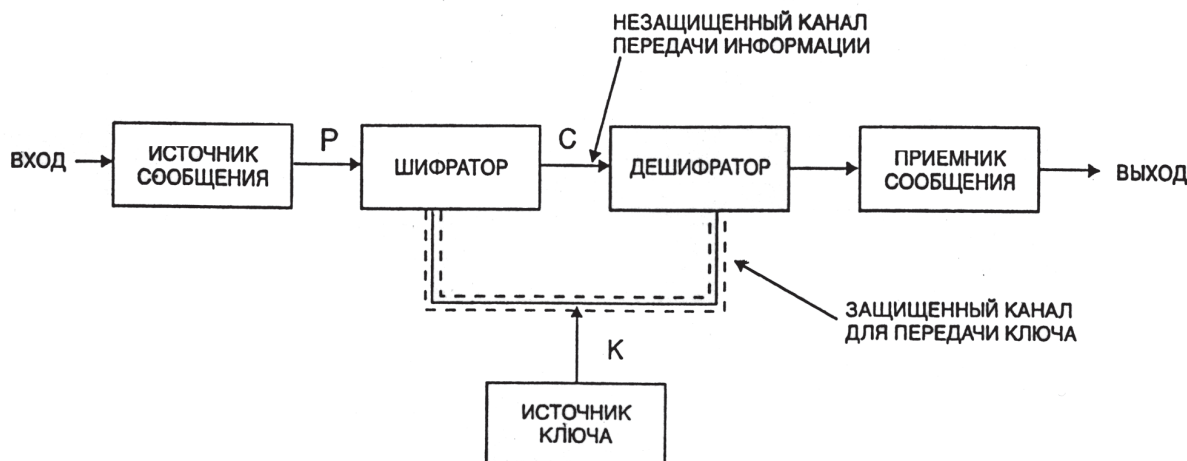 НЕЗАЩИЩЕННЫЙ КАНАЛ
ПЕРЕДАЧИ ИНФОРМАЦИИ
ВХОД
ИСТОЧНИК
СООБЩЕНИЯ
P
ШИФРАТОР
C
ДЕШИФРАТОР
ПРИЕМНИК
СООБЩЕНИЯ
ВЫХОД
ЗАЩИЩЕННЫЙ КАНАЛ
ДЛЯ ПЕРЕДАЧИ КЛЮЧА
K
ИСТОЧНИК
КЛЮЧА